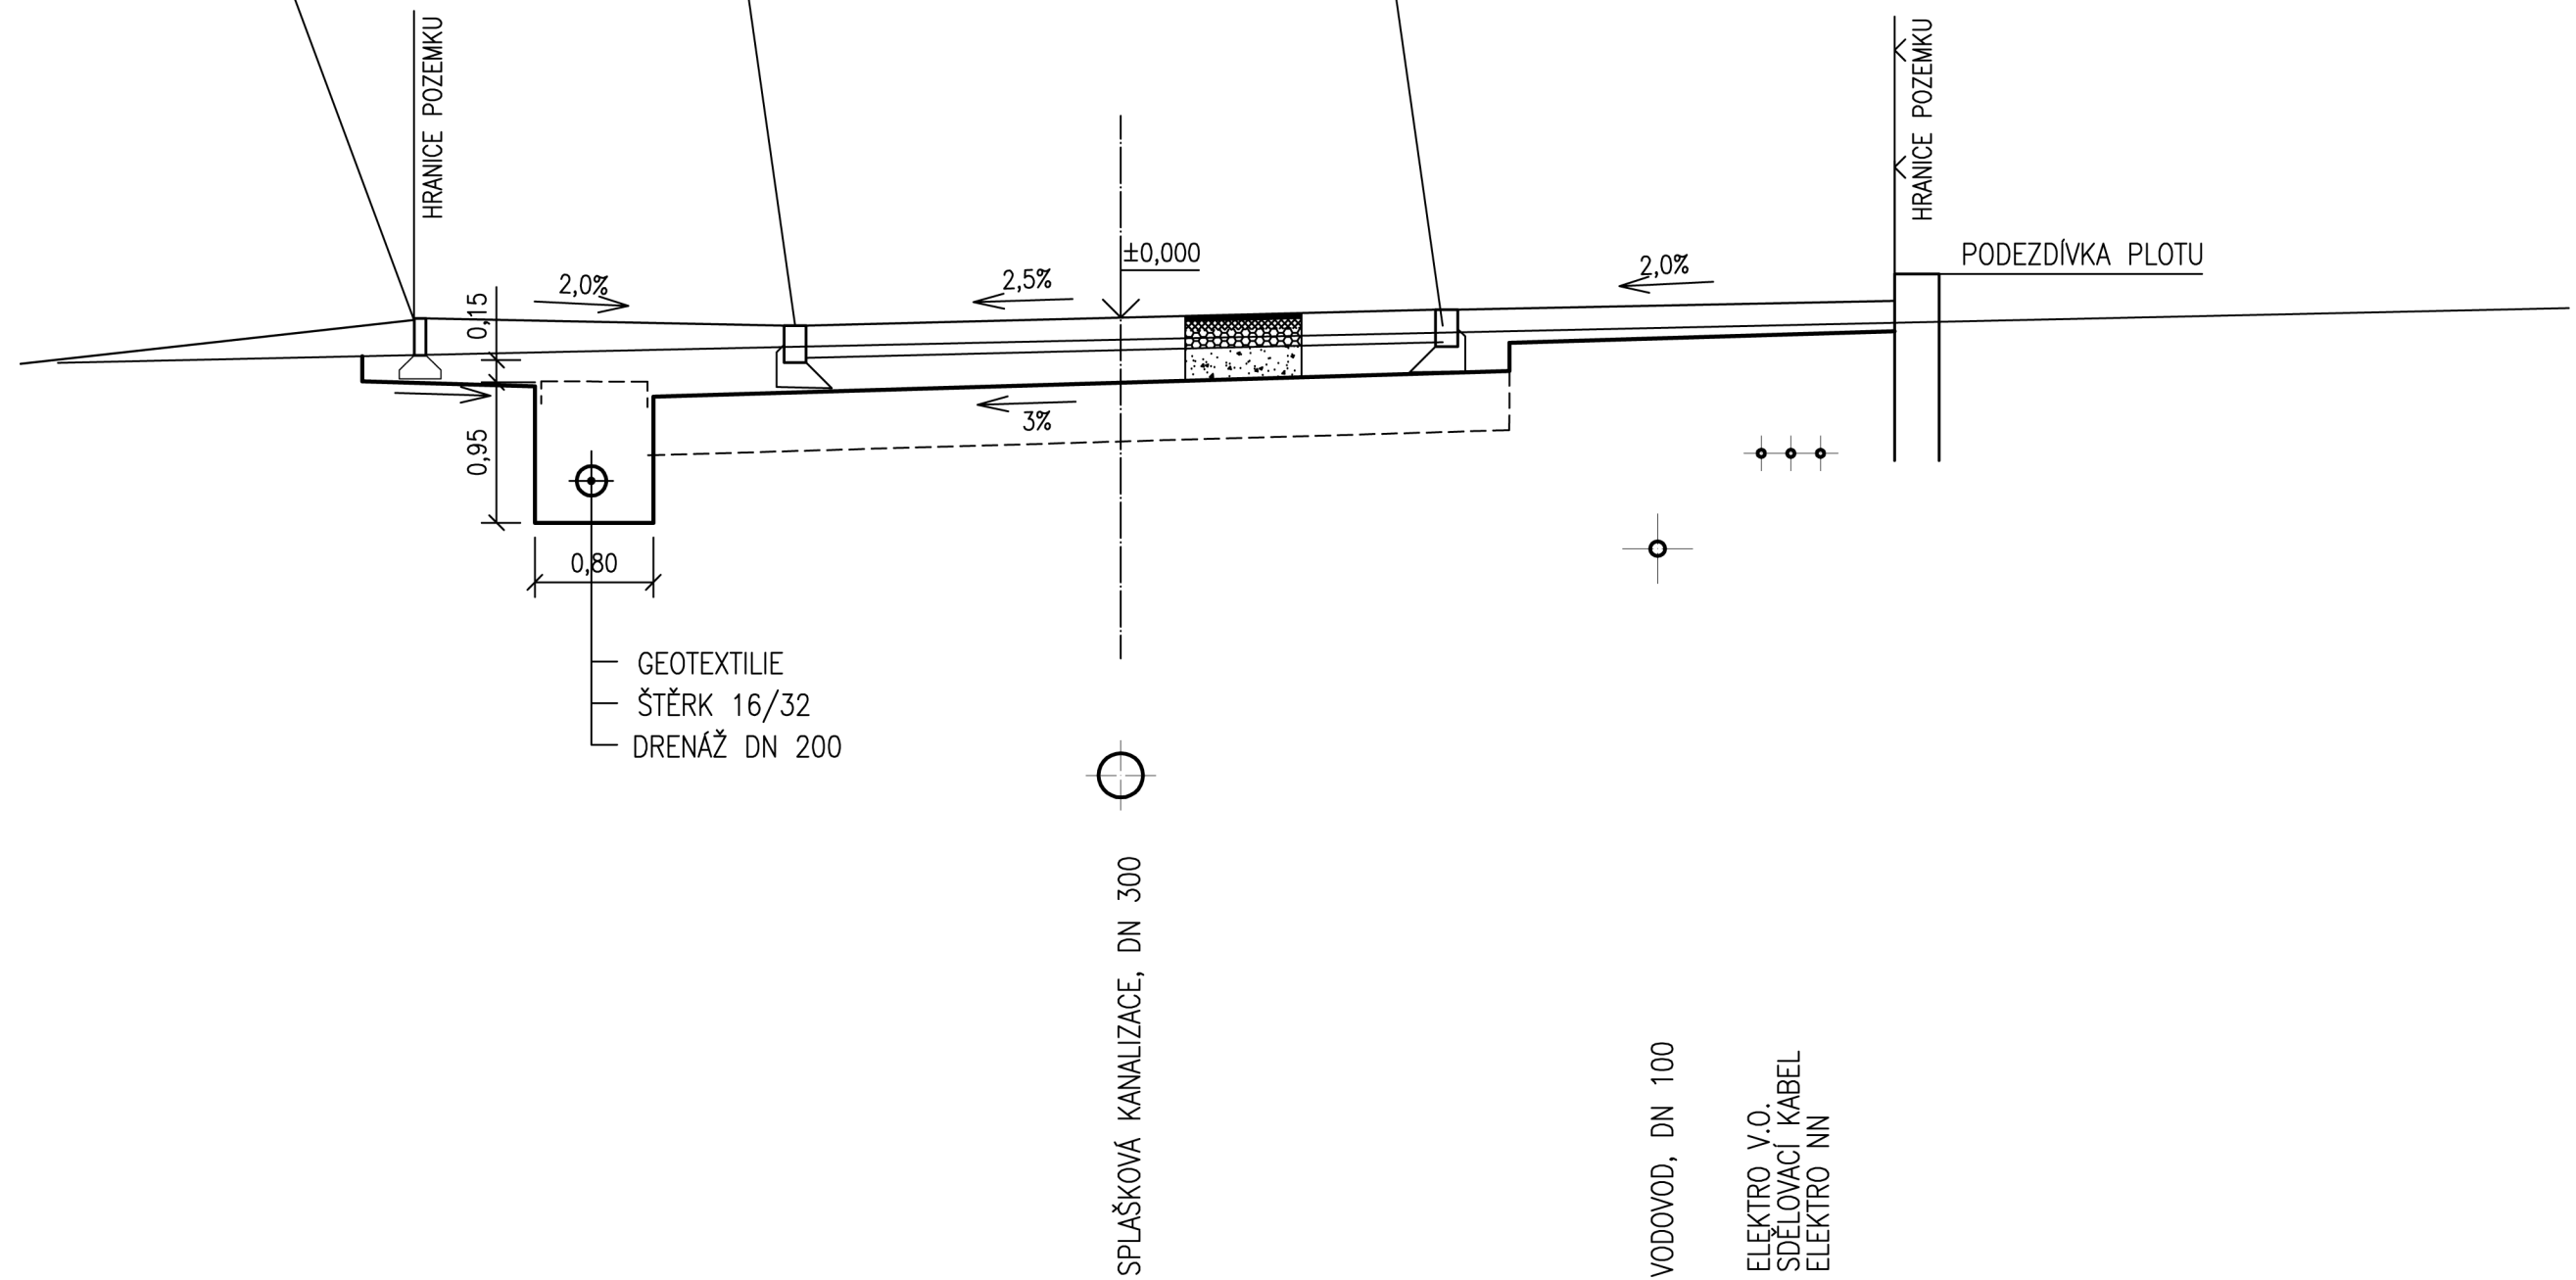 HRANICE POZEMKU
HRANICE POZEMKU
±0,000
PODEZDÍVKA PLOTU
2,0%
2,5%
2,0%
0,15
3%
0,95
0,80
GEOTEXTILIE
ŠTĚRK 16/32
DRENÁŽ DN 200
SPLAŠKOVÁ KANALIZACE, DN 300
VODOVOD, DN 100
ELEKTRO V.O.
SDĚLOVACÍ KABEL
ELEKTRO NN